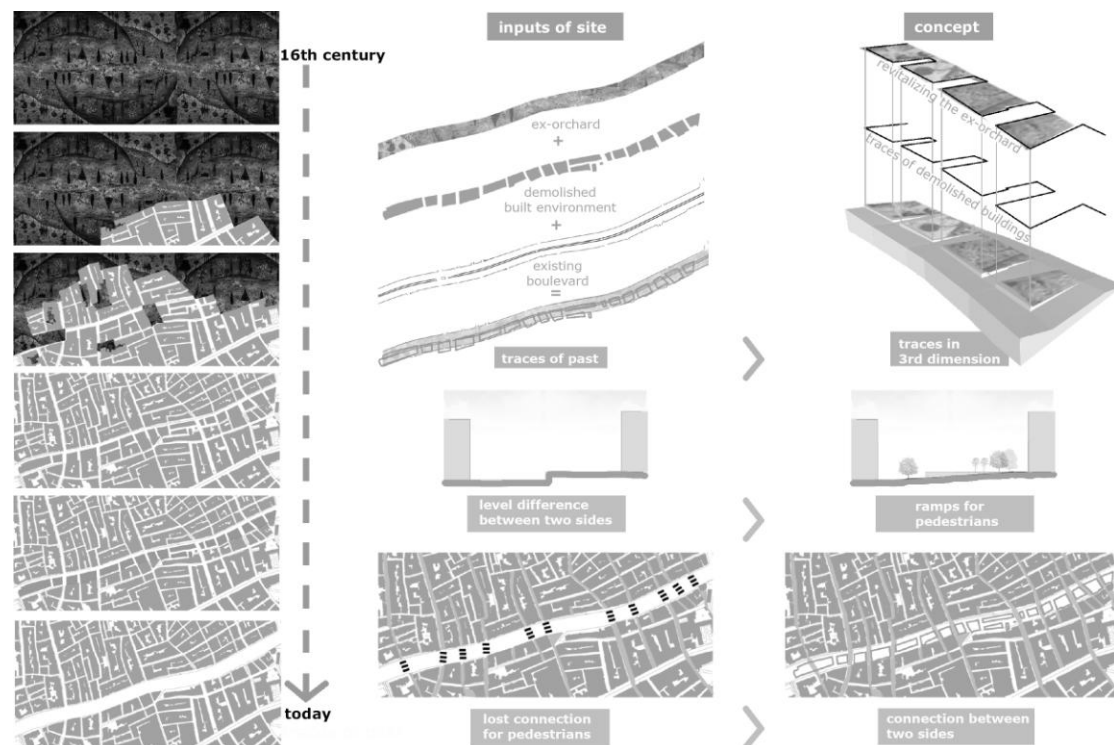 16th century
today
inputs of site
ex-orchard
+
demolished
built environment
+
existing
boulevard
=
traces of past
concept
revitalizing the ex-orchard
traces of demolished buildings
traces in
3rd dimension
level difference
between two sides
ramps for
pedestrians
lost connection
for pedestrians
connection between
two sides